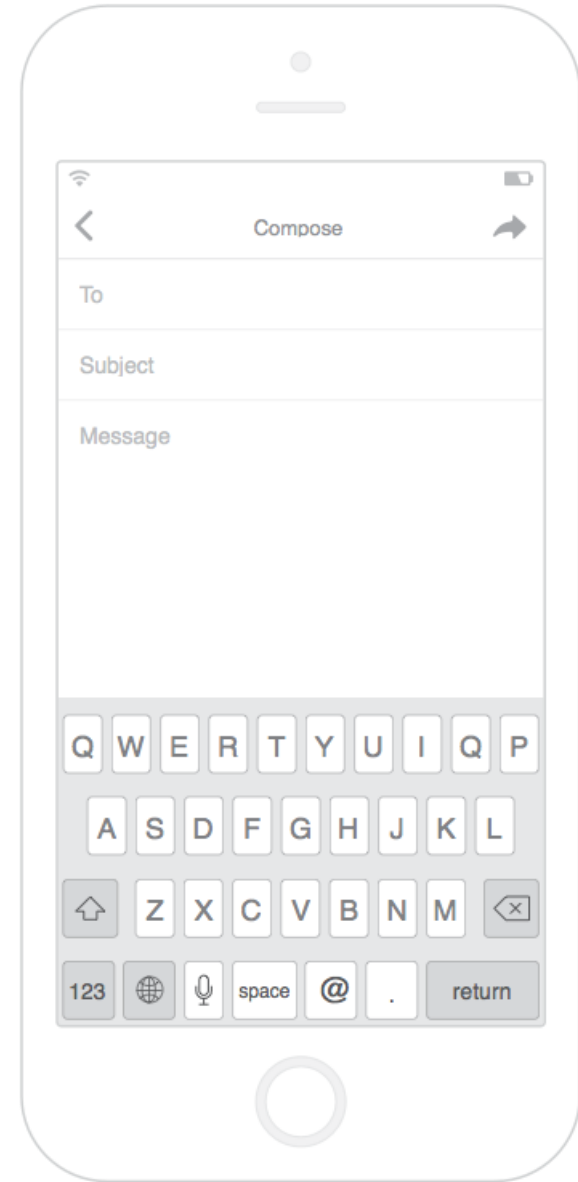 Compose
To
Subject
Message
Q W E R T Y U I Q P
A S D F G H J K L
Z X C V B N M
123 space @ . return